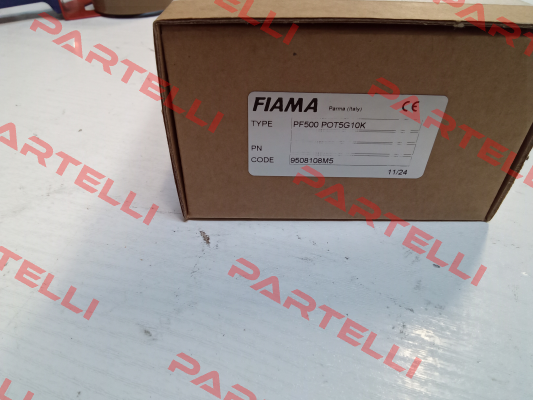 FIAMA Parma (Italy) CE
TYPE PF500 POT5G10K
PN
CODE 9508108M5
11/24
PARTELLI
PARTELLI
PARTELLI
PARTELLI
PARTELLI
PARTELLI
PARTELLI
PARTELLI